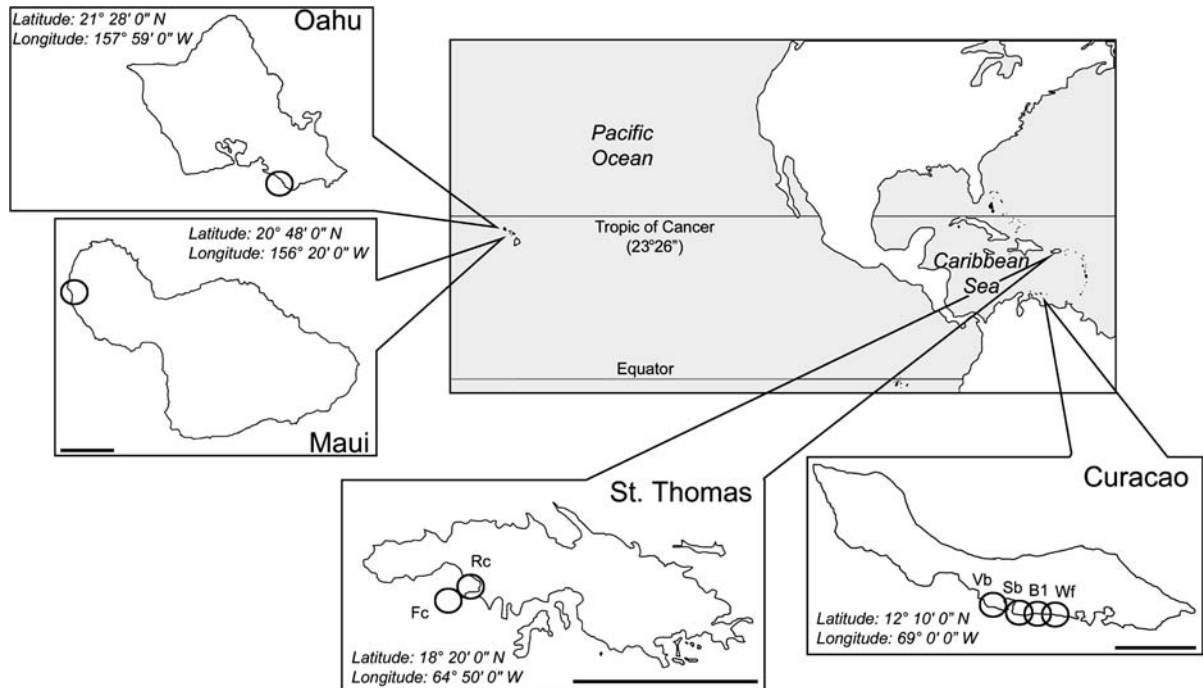 Latitude: 21° 28' 0" N
Longitude: 157° 59' 0" W
Oahu
Pacific
Ocean
Tropic of Cancer
(23°26")
Caribbean
Sea
Equator
Latitude: 20° 48' 0" N
Longitude: 156° 20' 0" W
Maui
St. Thomas
Rc
Fc
Latitude: 18° 20' 0" N
Longitude: 64° 50' 0" W
Curacao
Vb Sb B1 Wf
Latitude: 12° 10' 0" N
Longitude: 69° 0' 0" W